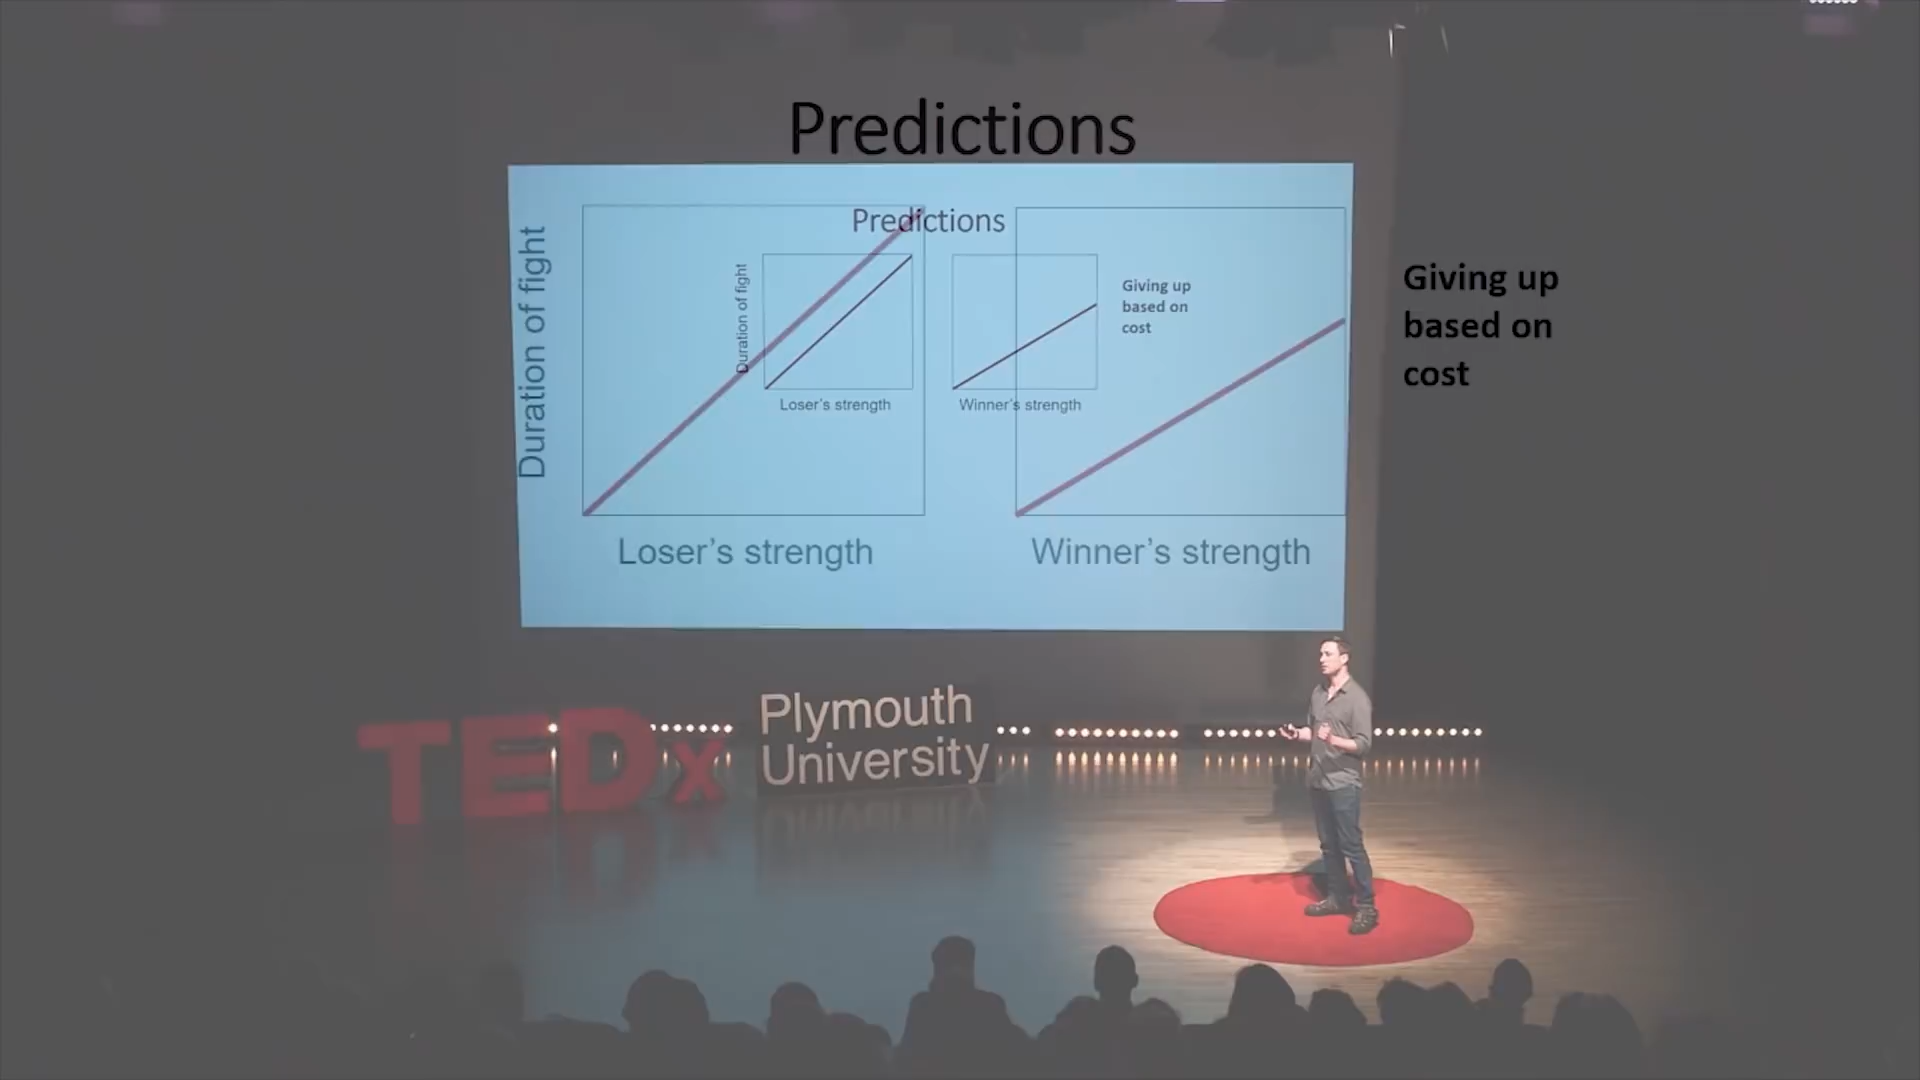 Predictions
Predictions
Duration of fight
Duration of fight
Giving up
based on
cost
Giving up
based on
cost
Loser's strength
Winner's strength
Loser's strength
Winner's strength
TEDx
Plymouth
University